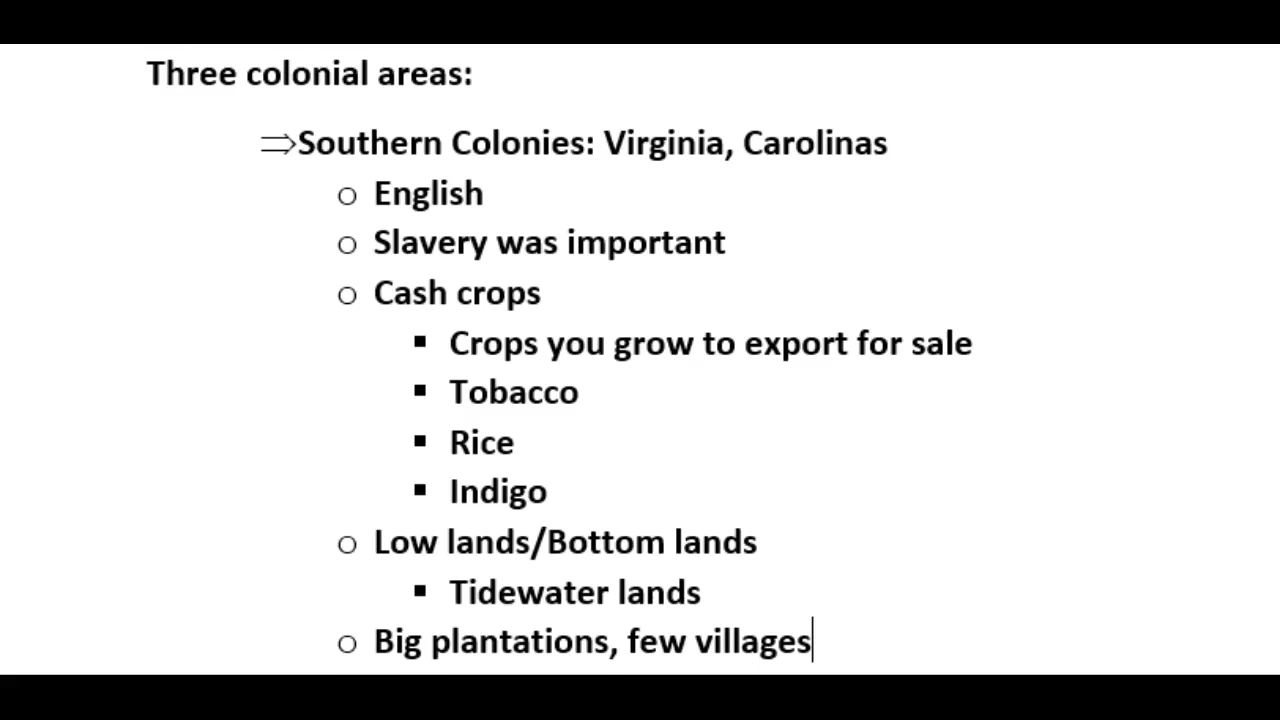 Three colonial areas:
⇒Southern Colonies: Virginia, Carolinas
o English
o Slavery was important
o Cash crops
▪ Crops you grow to export for sale
▪ Tobacco
▪ Rice
▪ Indigo
o Low lands/Bottom lands
▪ Tidewater lands
o Big plantations, few villages